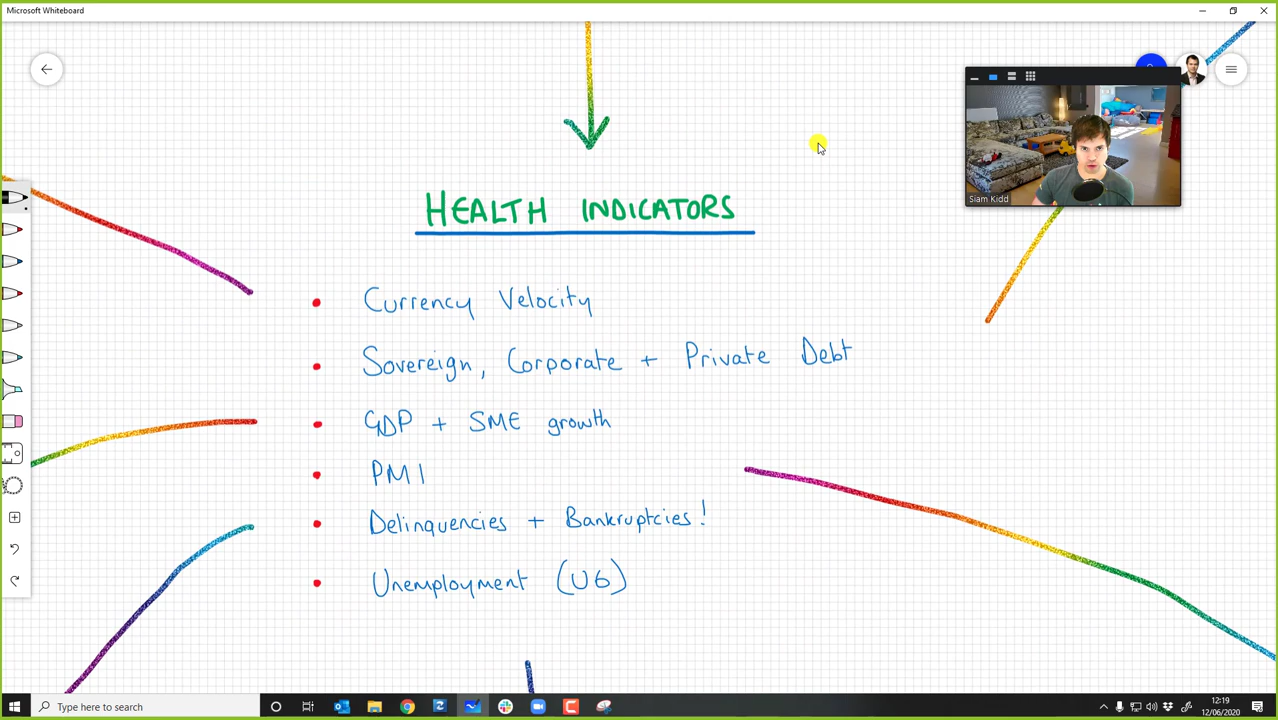 Microsoft Whiteboard
Siam Kidd
HEALTH INDICATORS
• Currency Velocity
• Sovereign, Corporate + Private Debt
• GDP + SME growth
• PMI
• Delinquencies + Bankruptcies!
• Unemployment (U6)
Type here to search
12:19
12/06/2020